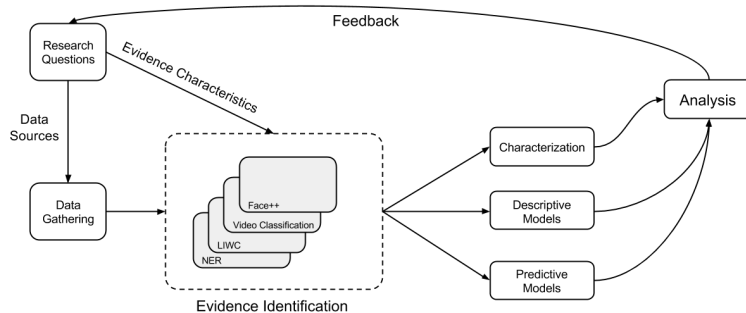 Feedback
Research
Questions
Evidence Characteristics
Data
Sources
Analysis
Characterization
Face++
Video Classification
LIWC
NER
Data
Gathering
Descriptive
Models
Predictive
Models
Evidence Identification